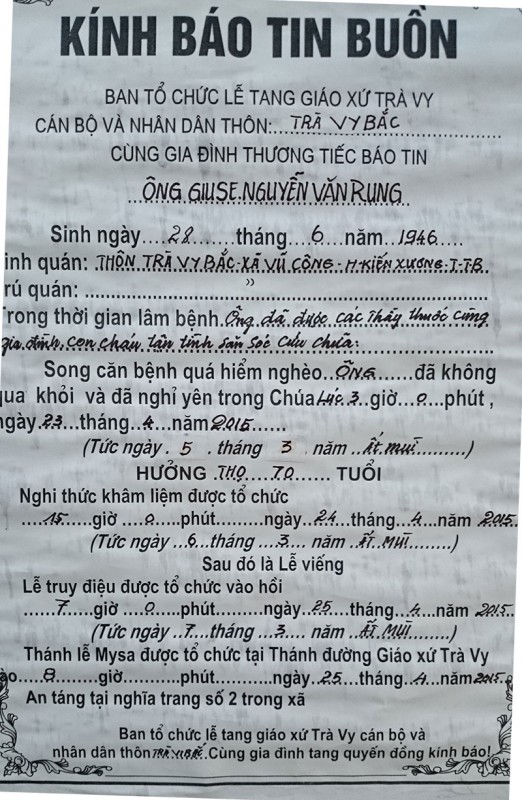 KÍNH BÁO TIN BUỒN
BAN TỔ CHỨC LỄ TANG GIÁO XỨ TRÀ VY
CÁN BỘ VÀ NHÂN DÂN THÔN: TRÀ VY BẮC
CÙNG GIA ĐÌNH THƯƠNG TIẾC BÁO TIN
ÔNG GIUSE. NGUYỄN VĂN RUNG
Sinh ngày....28.......tháng....6....năm..1946....
inh quán: THÔN TRÀ VY BẮC-XÃ VŨ CÔNG-H-KIẾN XƯƠNG-T-T.B
rú quán: ..............."...............
rong thời gian lâm bệnh. Ông đã được các thầy thuốc cùng
gia đình, con cháu tận tình săn sóc cứu chữa:
Song căn bệnh quá hiểm nghèo..ÔNG......đã không
ua khỏi và đã nghỉ yên trong Chúa lúc.3..giờ...0...phút,
gày..23...tháng..4...năm 2015......
(Tức ngày . 5 . tháng 3 năm ..Ất mùi.........)
HƯỞNG .THỌ....70...... TUỔI
Nghi thức khâm liệm được tổ chức
....15.....giờ ....0....phút.........ngày..24...tháng...4...năm 2015.
(Tức ngày ...6...tháng ...3.... năm ..ẤT MÙI.........)
Sau đó là Lễ viếng
Lễ truy điệu được tổ chức vào hồi
......7....giờ ...0....phút.........ngày..25....tháng...4...năm 2015..
(Tức ngày...7....tháng ...3.... năm ..ẤT MÙI.......)
Thánh lễ Mysa được tổ chức tại Thánh đường Giáo xứ Trà Vy
ào....8.......giờ...........phút.........ngày...25.....tháng...4...năm 2015..
An táng tại nghĩa trang số 2 trong xã
Ban tổ chức lễ tang giáo xứ Trà Vy cán bộ và
nhân dân thôn TRÀ VI BẮC. Cùng gia đình tang quyến đồng kính báo!